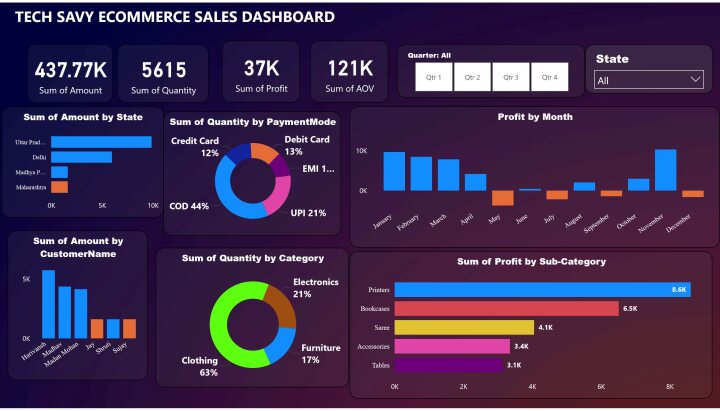 TECH SAVY ECOMMERCE SALES DASHBOARD
437.77K
Sum of Amount
5615
Sum of Quantity
37K
Sum of Profit
121K
Sum of AOV
Quarter: All
Qtr 1
Qtr 2
Qtr 3
Qtr 4
State
All
Sum of Amount by State
Uttar Prad...
Delhi
Madhya P...
Maharashtra
0K
5K
10K
Sum of Quantity by PaymentMode
Credit Card
12%
Debit Card
13%
EMI 1...
COD 44%
UPI 21%
Profit by Month
10K
0K
January
February
March
April
May
June
July
August
September
October
November
December
Sum of Amount by
CustomerName
5K
0K
Harivansh
Madhav
Madan Mohan
Jay
Shruti
Sujay
Sum of Quantity by Category
Electronics
21%
Furniture
17%
Clothing
63%
Sum of Profit by Sub-Category
Printers
8.6K
Bookcases
6.5K
Saree
4.1K
Accessories
3.4K
Tables
3.1K
0K
2K
4K
6K
8K